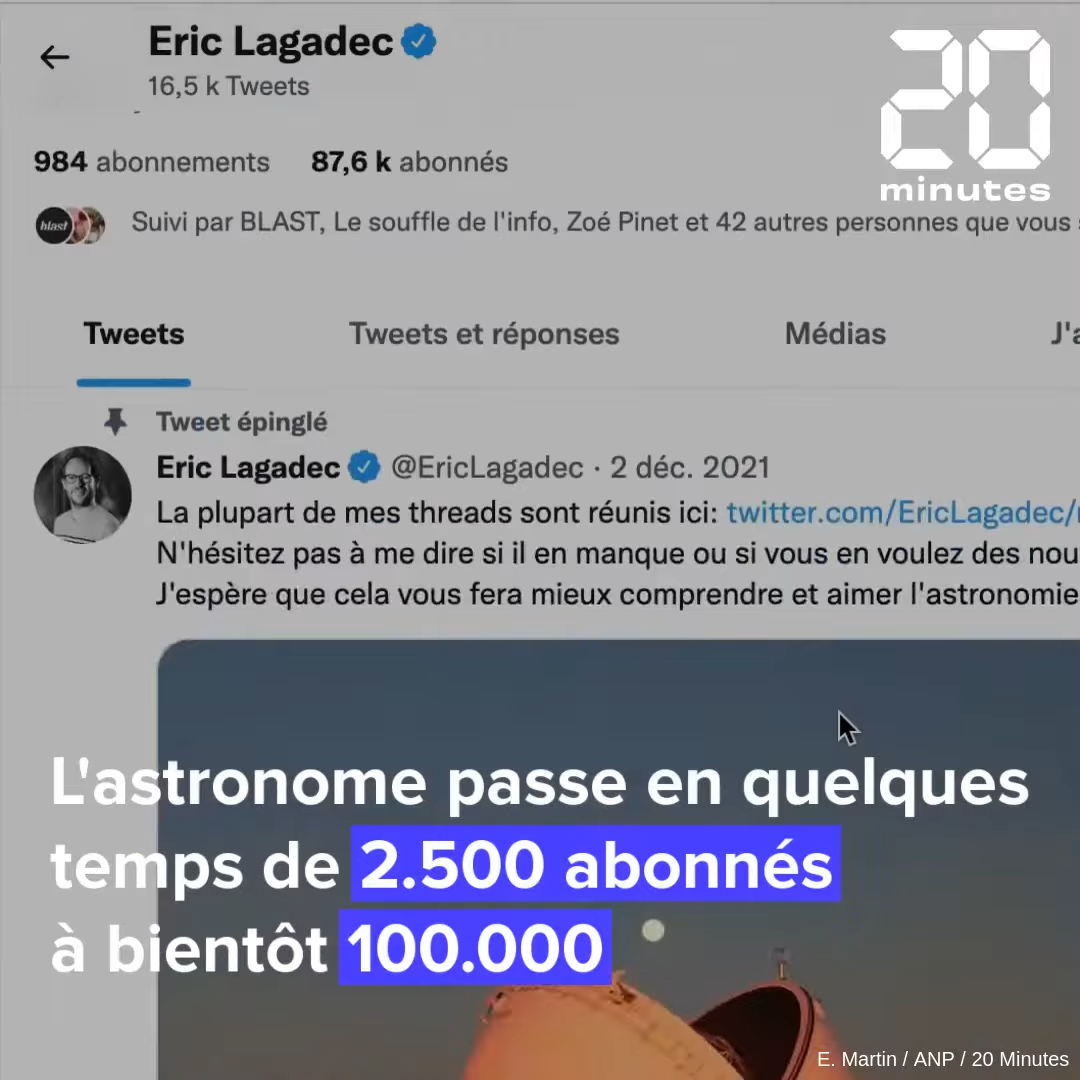 Eric Lagadec
16,5 k Tweets
20
minutes
984 abonnements 87,6 k abonnés
blast
Suivi par BLAST, Le souffle de l'info, Zoé Pinet et 42 autres personnes que vous
Tweets Tweets et réponses Médias J'a
Tweet épinglé
Eric Lagadec @EricLagadec · 2 déc. 2021
La plupart de mes threads sont réunis ici: twitter.com/EricLagadec/
N'hésitez pas à me dire si il en manque ou si vous en voulez des nou
J'espère que cela vous fera mieux comprendre et aimer l'astronomie
L'astronome passe en quelques
temps de 2.500 abonnés
à bientôt 100.000
E. Martin / ANP / 20 Minutes